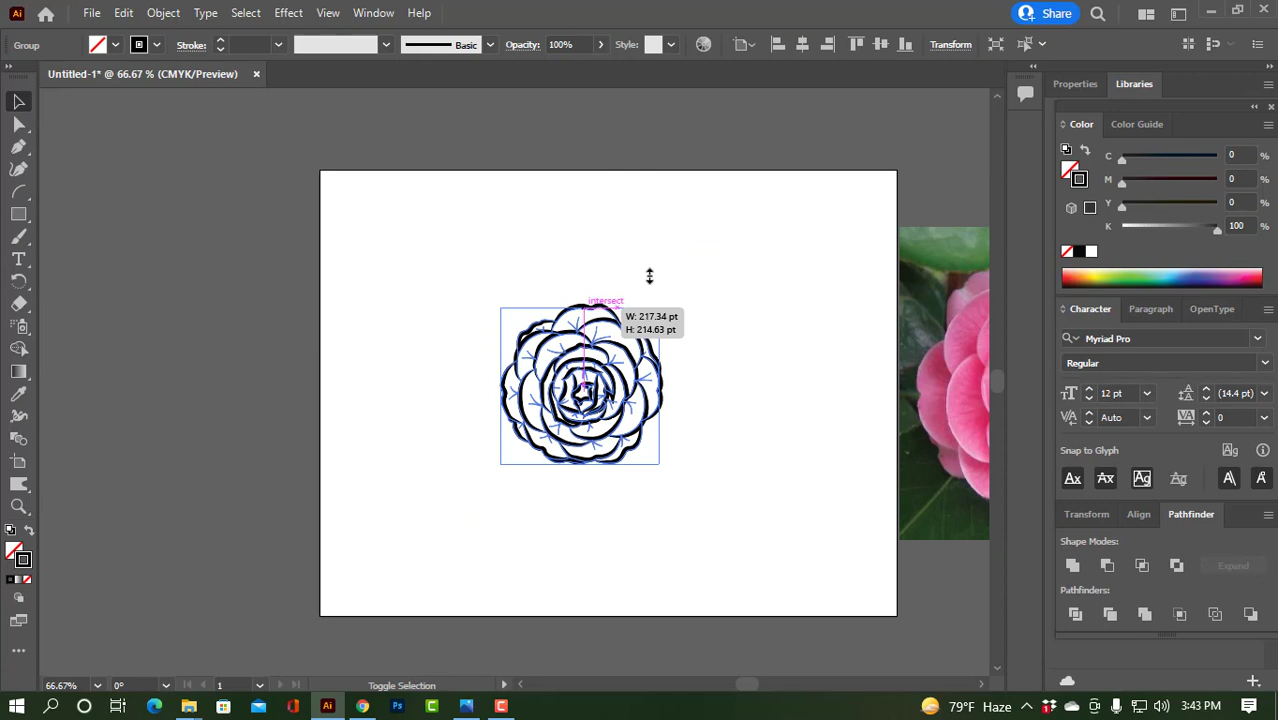 Ai File Edit Object Type Select Effect View Window Help Share
Group Stroke: Basic Opacity: 100% Style: Transform
Untitled-1* @ 66.67 % (CMYK/Preview)
Properties Libraries
Color Color Guide
C 0 %
M 0 %
Y 0 %
K 100 %
intersect
W: 217.34 pt
H: 214.63 pt
Character Paragraph OpenType
Myriad Pro
Regular
12 pt (14.4 pt)
Auto 0
Snap to Glyph
Transform Align Pathfinder
Shape Modes:
Expand
Pathfinders:
66.67% 0° 1 Toggle Selection
Ai Ps C C 79°F Haze 3:43 PM